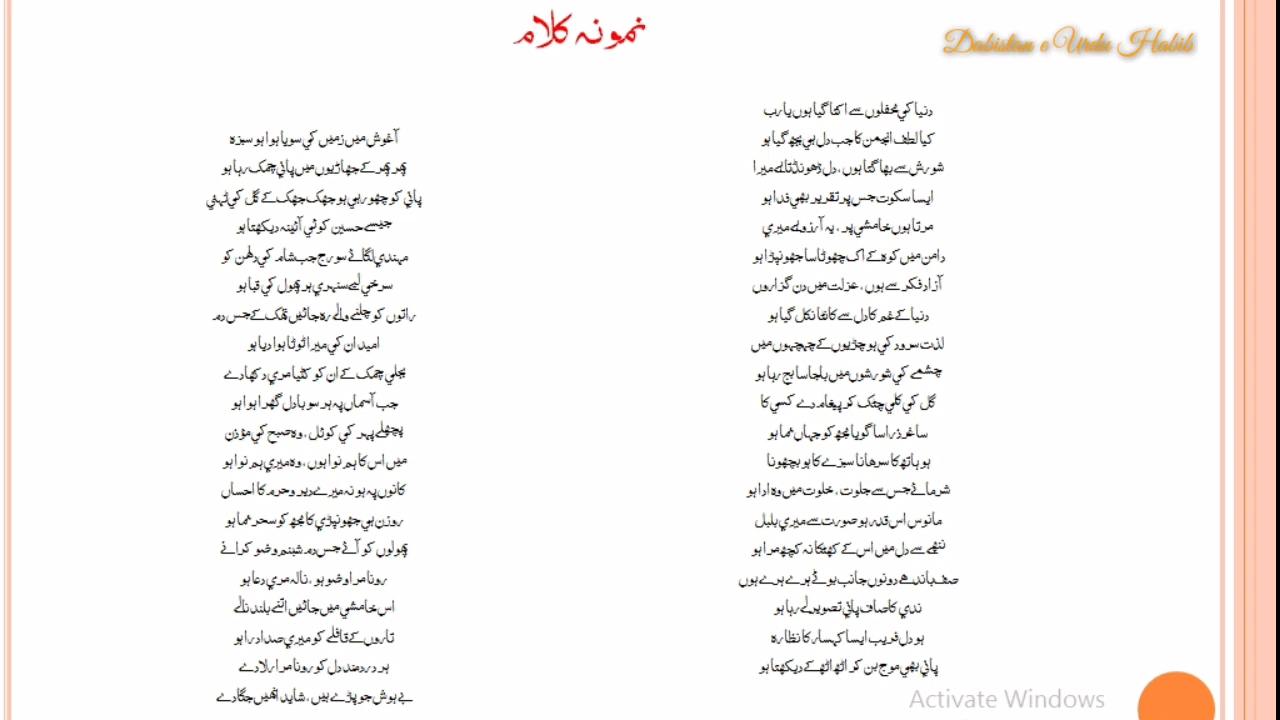 نمونہ کلام
Dabistan e Urdu Habib
دنیا کی محفلوں سے اکتا گیا ہوں یا رب
کیا لطف انجمن کا جب دل ہی بجھ گیا ہو
شورش سے بھاگتا ہوں، دل ڈھونڈتا ہے میرا
ایسا سکوت جس پر تقریر بھی فدا ہو
مرتا ہوں خامشی پر، یہ آرزو ہے میری
دامن میں کوہ کے اک چھوٹا سا جھونپڑا ہو
آزاد فکر سے ہوں، عزلت میں دن گزاروں
دنیا کے غم کا دل سے کانٹا نکل گیا ہو
لذت سرود کی ہو چڑیوں کے چہچہوں میں
چشمے کی شورشوں میں باجا سا بج رہا ہو
گل کی کلی چٹک کر پیغام دے کسی کا
ساغر ذرا سا گویا مجھ کو جہاں نما ہو
ہو ہاتھ کا سرھانا سبزے کا ہو بچھونا
شرمائے جس سے جلوت، خلوت میں وہ ادا ہو
مانوس اس قدر ہو صورت سے میری بلبل
ننھے سے دل میں اس کے کھٹکا نہ کچھ مرا ہو
صف باندھے دونوں جانب بوٹے ہرے ہرے ہوں
ندی کا صاف پانی تصویر لے رہا ہو
ہو دل فریب ایسا کہسار کا نظارہ
پانی بھی موج بن کر اٹھ اٹھ کے دیکھتا ہو
آغوش میں زمیں کی سویا ہوا ہو سبزہ
پھر پھر کے جھاڑیوں میں پانی چمک رہا ہو
پانی کو چھو رہی ہو جھک جھک کے گل کی ٹہنی
جیسے حسین کوئی آئینہ دیکھتا ہو
مہندی لگائے سورج جب شام کی دلھن کو
سرخی لیے سنہری ہر پھول کی قبا ہو
راتوں کو چلنے والے رہ جائیں تھک کے جس دم
امید ان کی میرا ٹوٹا ہوا دیا ہو
بجلی چمک کے ان کو کٹیا مری دکھا دے
جب آسماں پہ ہر سو بادل گھرا ہوا ہو
پچھلے پہر کی کوئل، وہ صبح کی مؤذن
میں اس کا ہم نوا ہوں، وہ میری ہم نوا ہو
کانوں پہ ہو نہ میرے دیر و حرم کا احساں
روزن ہی جھونپڑی کا مجھ کو سحر نما ہو
پھولوں کو آئے جس دم شبنم وضو کرانے
رونا مرا وضو ہو، نالہ مری دعا ہو
اس خامشی میں جائیں اتنے بلند نالے
تاروں کے قافلے کو میری صدا درا ہو
ہر دردمند دل کو رونا مرا رلا دے
بے ہوش جو پڑے ہیں، شاید انھیں جگا دے
Activate Windows